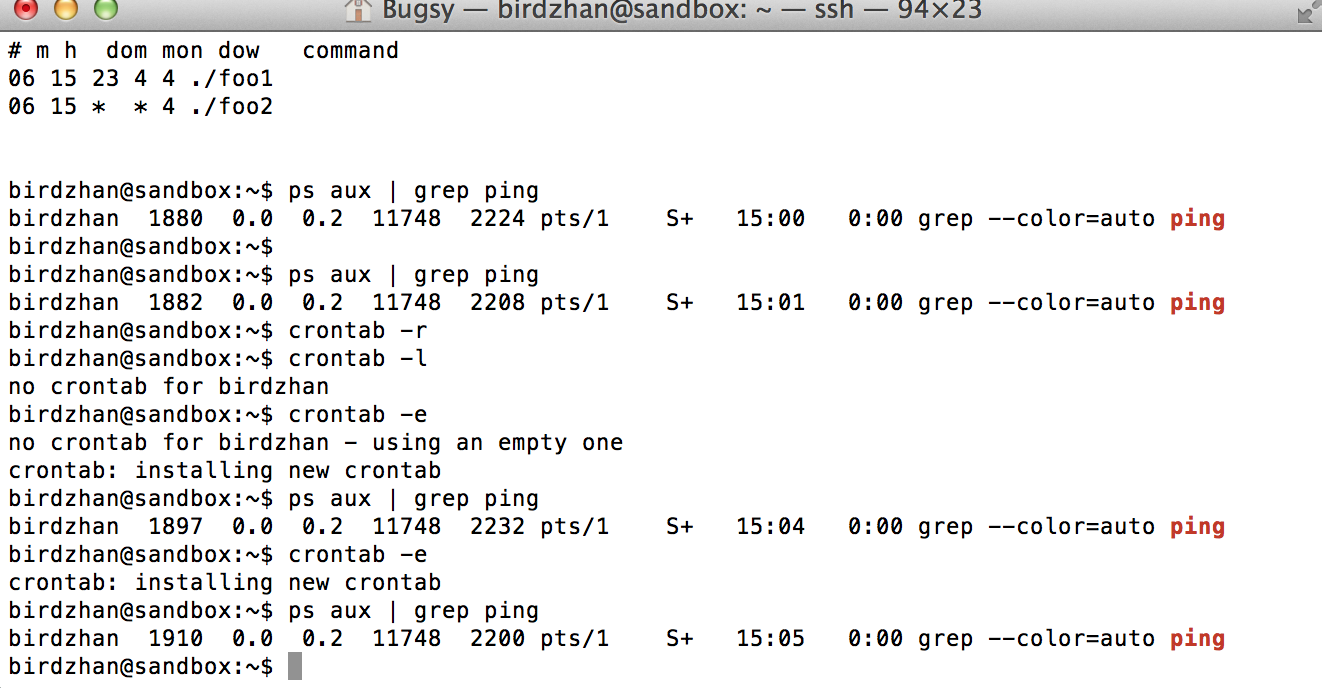 Bugsy — birdzhan@sandbox: ~ — ssh — 94×23
# m h  dom mon dow   command
06 15 23 4 4 ./foo1
06 15 *  * 4 ./foo2
birdzhan@sandbox:~$ ps aux | grep ping
birdzhan  1880  0.0  0.2  11748  2224 pts/1    S+   15:00   0:00 grep --color=auto ping
birdzhan@sandbox:~$
birdzhan@sandbox:~$ ps aux | grep ping
birdzhan  1882  0.0  0.2  11748  2208 pts/1    S+   15:01   0:00 grep --color=auto ping
birdzhan@sandbox:~$ crontab -r
birdzhan@sandbox:~$ crontab -l
no crontab for birdzhan
birdzhan@sandbox:~$ crontab -e
no crontab for birdzhan - using an empty one
crontab: installing new crontab
birdzhan@sandbox:~$ ps aux | grep ping
birdzhan  1897  0.0  0.2  11748  2232 pts/1    S+   15:04   0:00 grep --color=auto ping
birdzhan@sandbox:~$ crontab -e
crontab: installing new crontab
birdzhan@sandbox:~$ ps aux | grep ping
birdzhan  1910  0.0  0.2  11748  2200 pts/1    S+   15:05   0:00 grep --color=auto ping
birdzhan@sandbox:~$